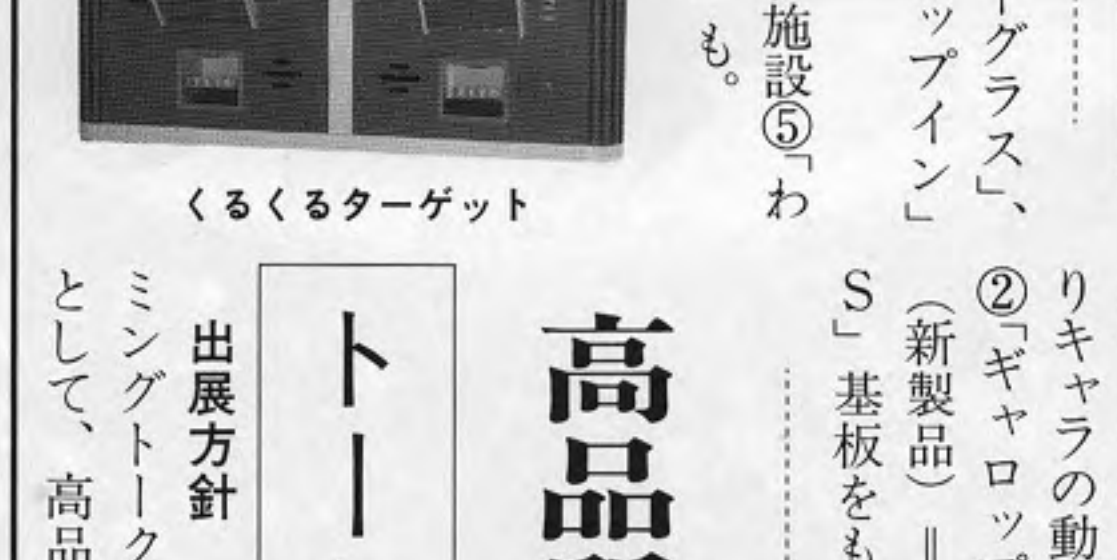 ーグラス」、
ップイン」
施設⑤「わ
も。
くるくるターゲット
りキャラの動
②「ギャロッ
(新製品)＝
S」基板をも
高品
トー
出展方針
ミングトーク
として、高品